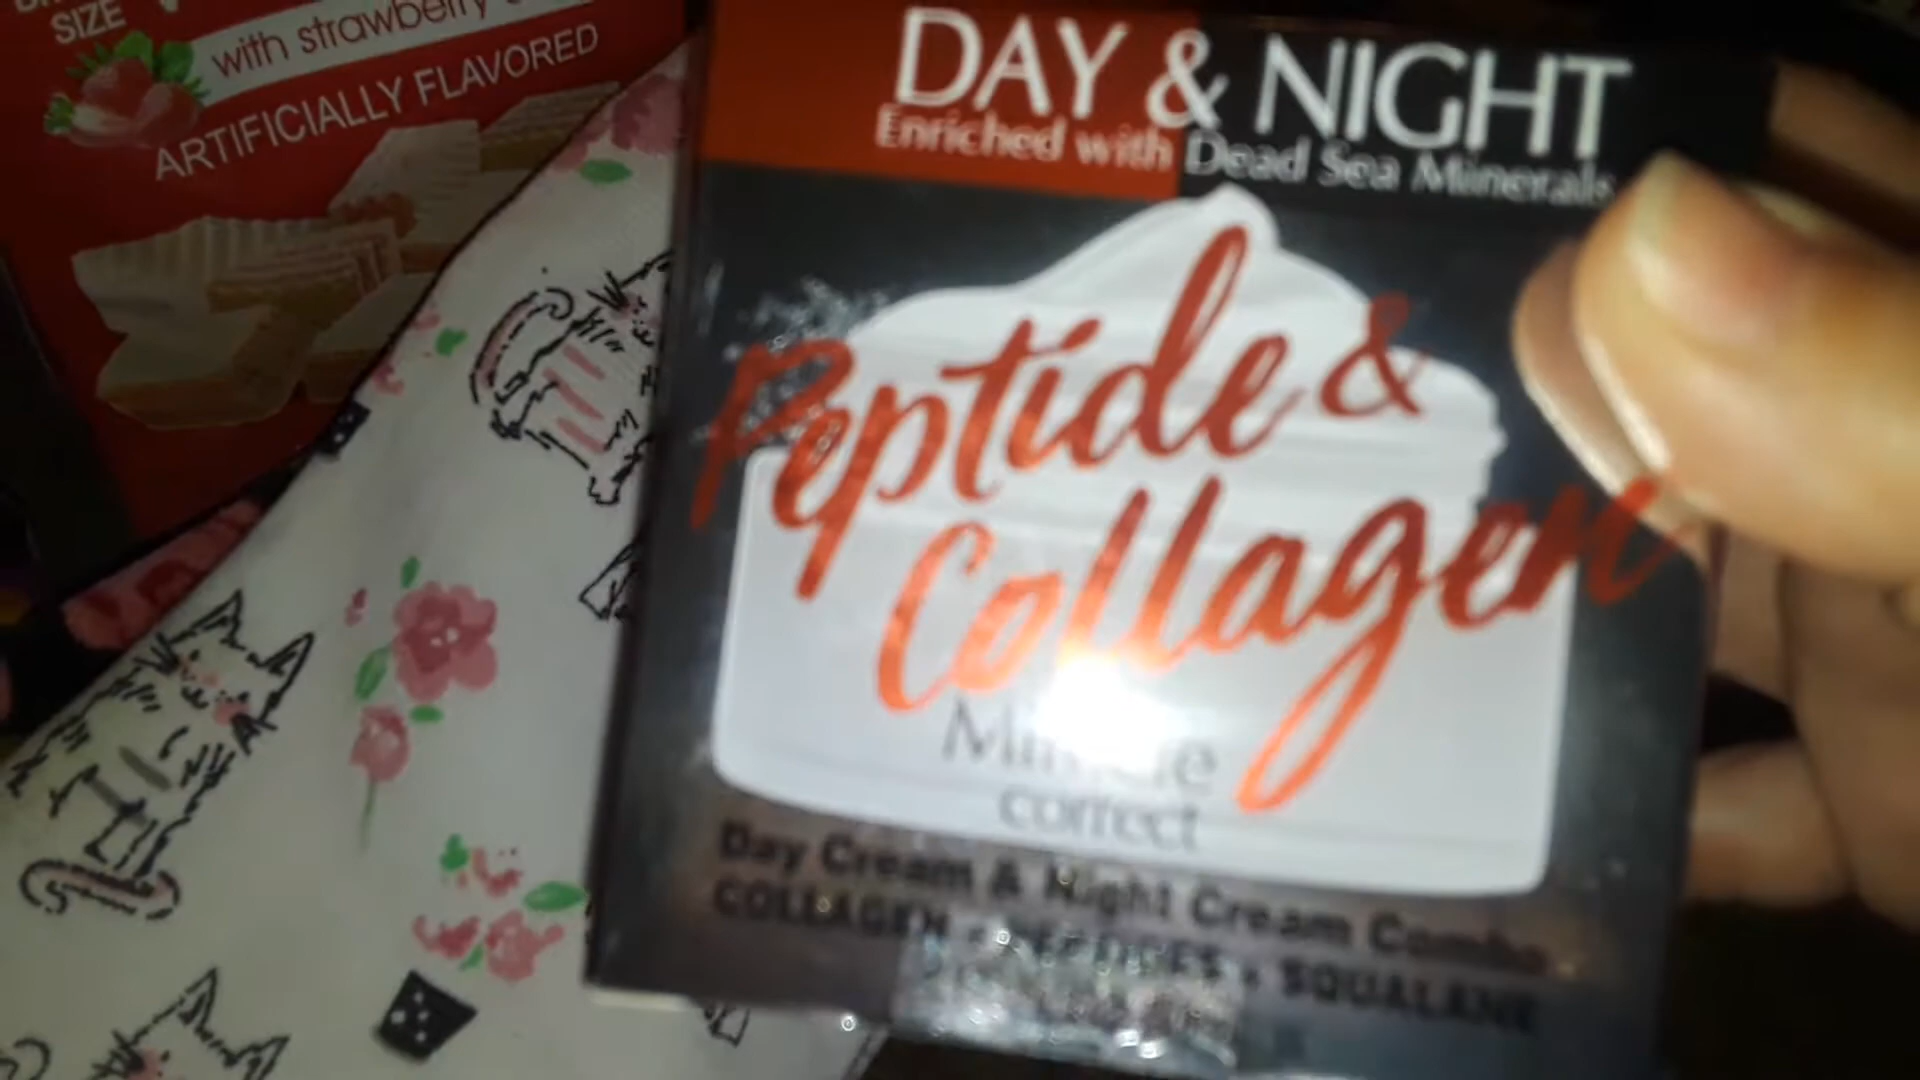 SIZE
with strawberry
ARTIFICIALLY FLAVORED
DAY & NIGHT
Enriched with Dead Sea Minerals
Peptide &
Collagen
correct
Day Cream & Night Cream Combo
COLLAGEN • PEPTIDES • SQUALANE